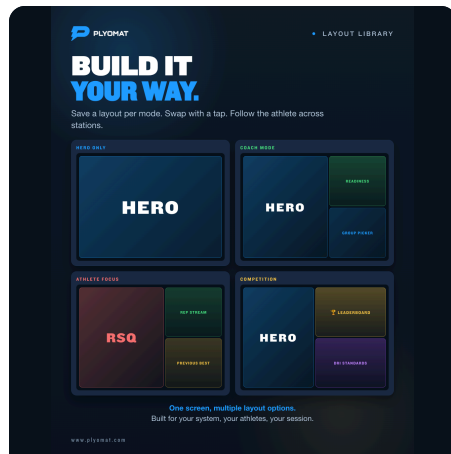 PLYOMAT
LAYOUT LIBRARY
BUILD IT
YOUR WAY.
Save a layout per mode. Swap with a tap. Follow the athlete across
stations.
HERO ONLY
HERO
COACH MODE
HERO
READINESS
GROUP PICKER
ATHLETE FOCUS
RSQ
REP STREAM
PREVIOUS BEST
COMPETITION
HERO
🏆 LEADERBOARD
DRI STANDARDS
One screen, multiple layout options.
Built for your system, your athletes, your session.
www.plyomat.com